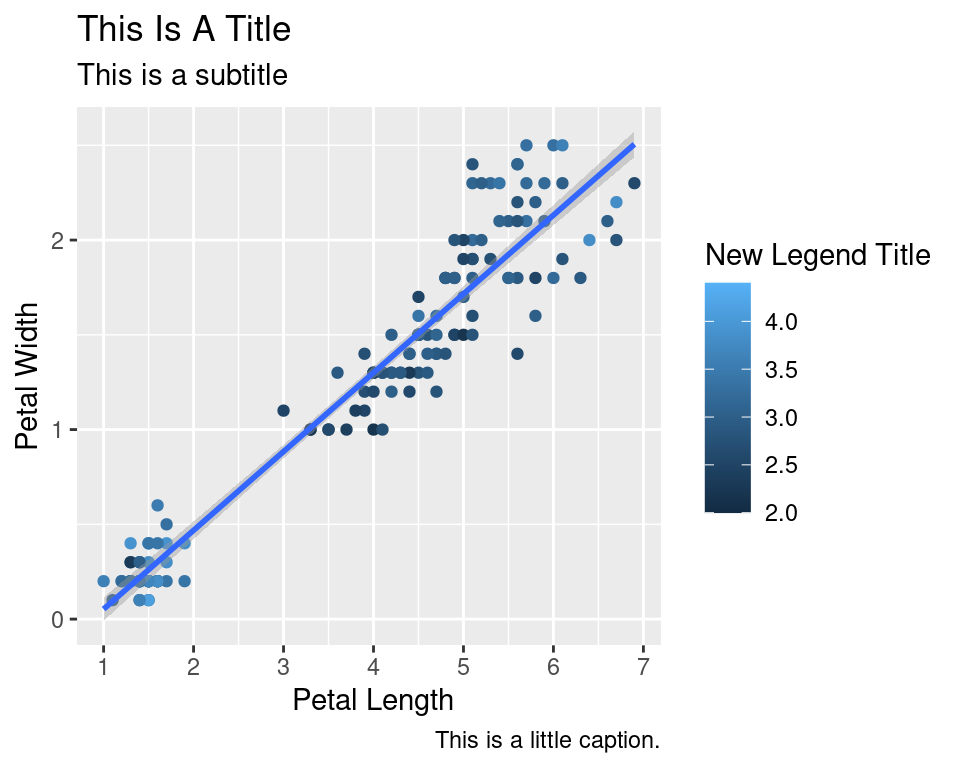 This Is A Title
This is a subtitle
Petal Width
2
1
0
1 2 3 4 5 6 7
Petal Length
This is a little caption.
New Legend Title
4.0
3.5
3.0
2.5
2.0